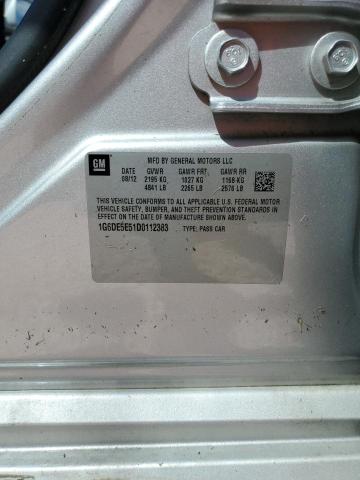 GM
MFD BY GENERAL MOTORS LLC
DATE GVWR GAWR FRT GAWR RR
08/12 2195 KG 1027 KG 1168 KG
4841 LB 2265 LB 2576 LB
THIS VEHICLE CONFORMS TO ALL APPLICABLE U.S. FEDERAL MOTOR
VEHICLE SAFETY, BUMPER, AND THEFT PREVENTION STANDARDS IN
EFFECT ON THE DATE OF MANUFACTURE SHOWN ABOVE.
1G6DE5E51D0112383 TYPE: PASS CAR